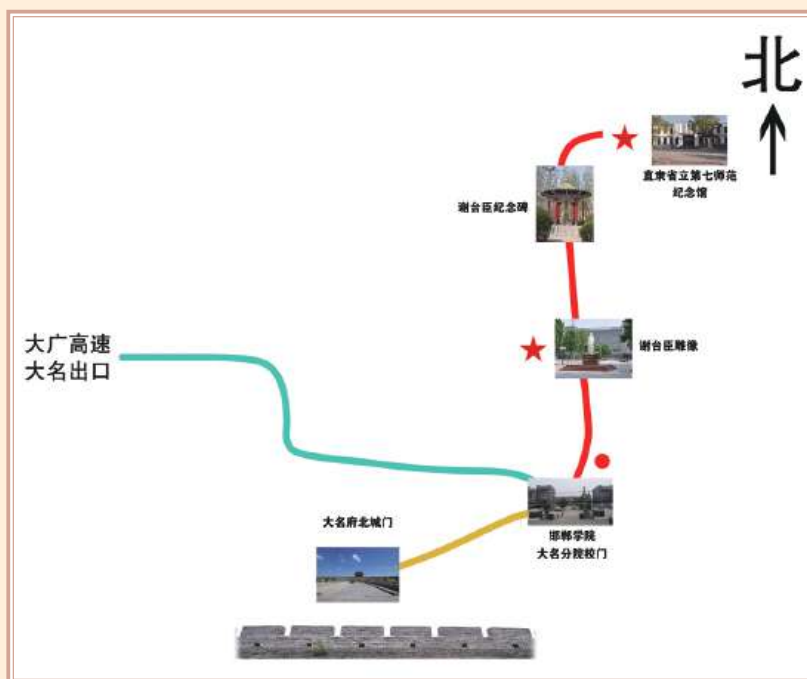 北
直隶省立第七师范
纪念馆
谢台臣纪念碑
谢台臣雕像
大广高速
大名出口
大名府北城门
邯郸学院
大名分院校门